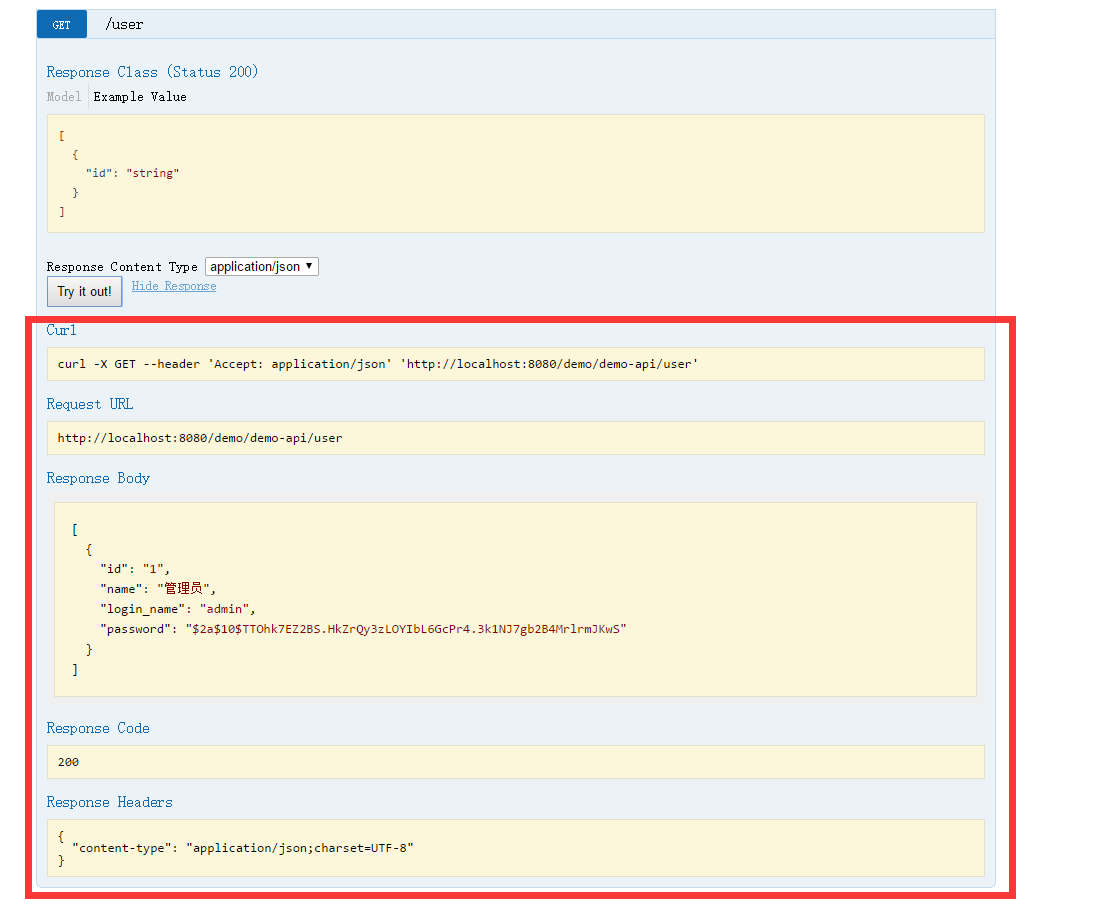 GET /user
Response Class (Status 200)
Model Example Value
[
{
"id": "string"
}
]
Response Content Type application/json
Try it out! Hide Response
Curl
curl -X GET --header 'Accept: application/json' 'http://localhost:8080/demo/demo-api/user'
Request URL
http://localhost:8080/demo/demo-api/user
Response Body
[
{
"id": "1",
"name": "管理员",
"login_name": "admin",
"password": "$2a$10$TTOhk7EZ2BS.HkZrQy3zLOYIbL6GcPr4.3k1NJ7gb2B4MrlrmJKwS"
}
]
Response Code
200
Response Headers
{
"content-type": "application/json;charset=UTF-8"
}